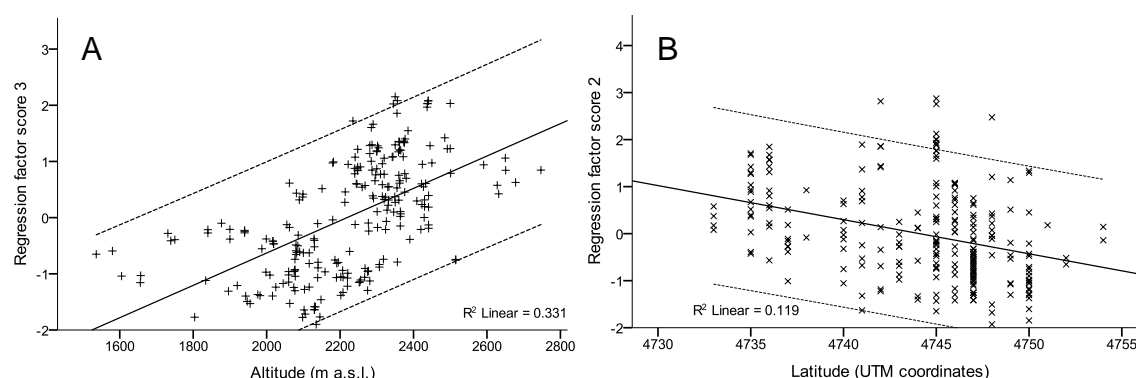 A
Regression factor score 3
3
2
1
0
-1
-2
1600 1800 2000 2200 2400 2600 2800
Altitude (m a.s.l.)
R² Linear = 0.331
B
Regression factor score 2
4
2
1
0
-1
-2
4730 4735 4740 4745 4750 4755
Latitude (UTM coordinates)
R² Linear = 0.119